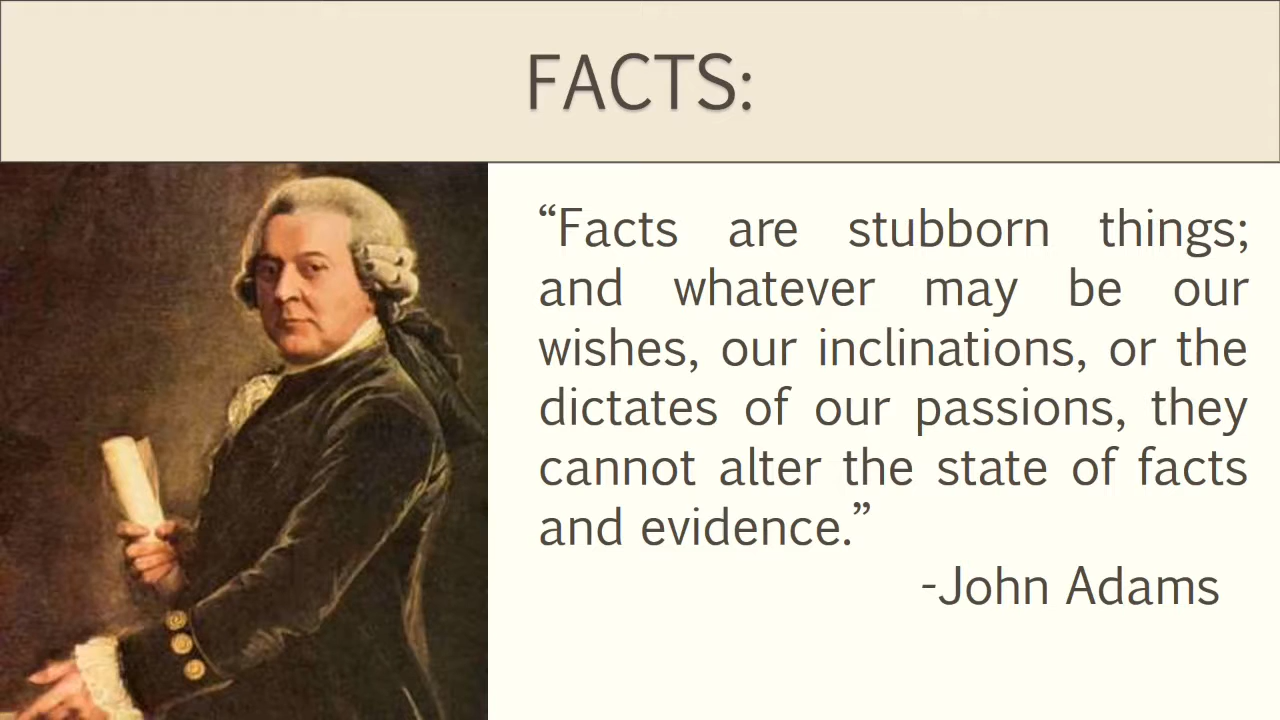 FACTS:
“Facts are stubborn things;
and whatever may be our
wishes, our inclinations, or the
dictates of our passions, they
cannot alter the state of facts
and evidence.”
-John Adams